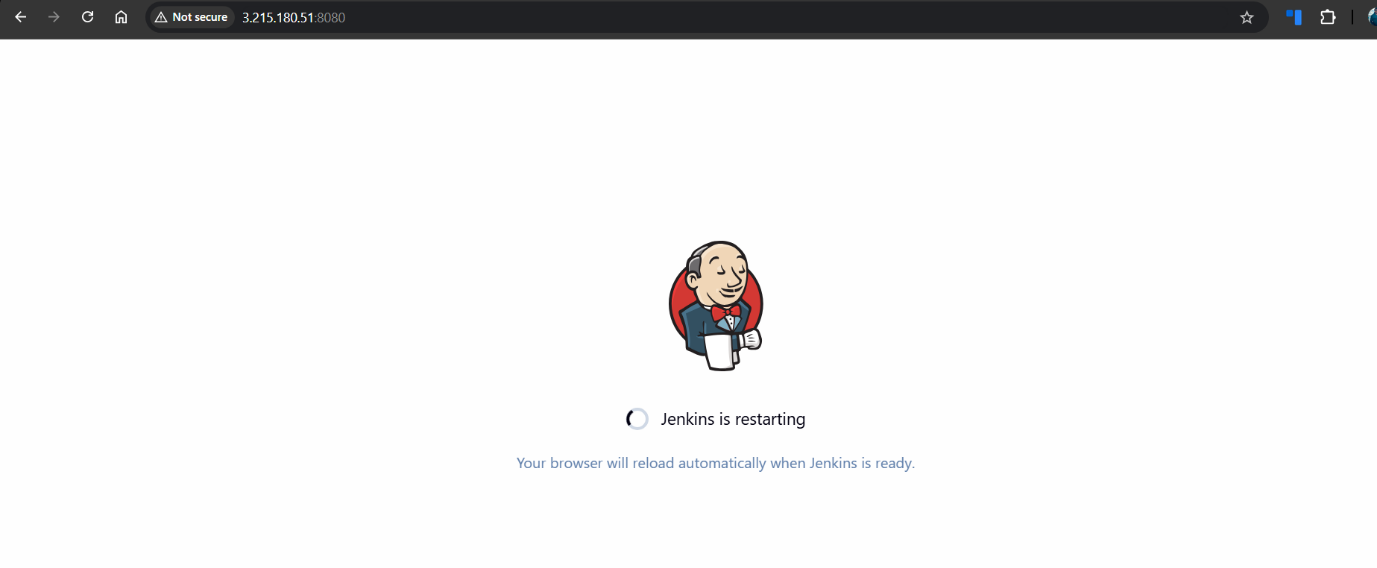 Not secure 3.215.180.51:8080
Jenkins is restarting
Your browser will reload automatically when Jenkins is ready.